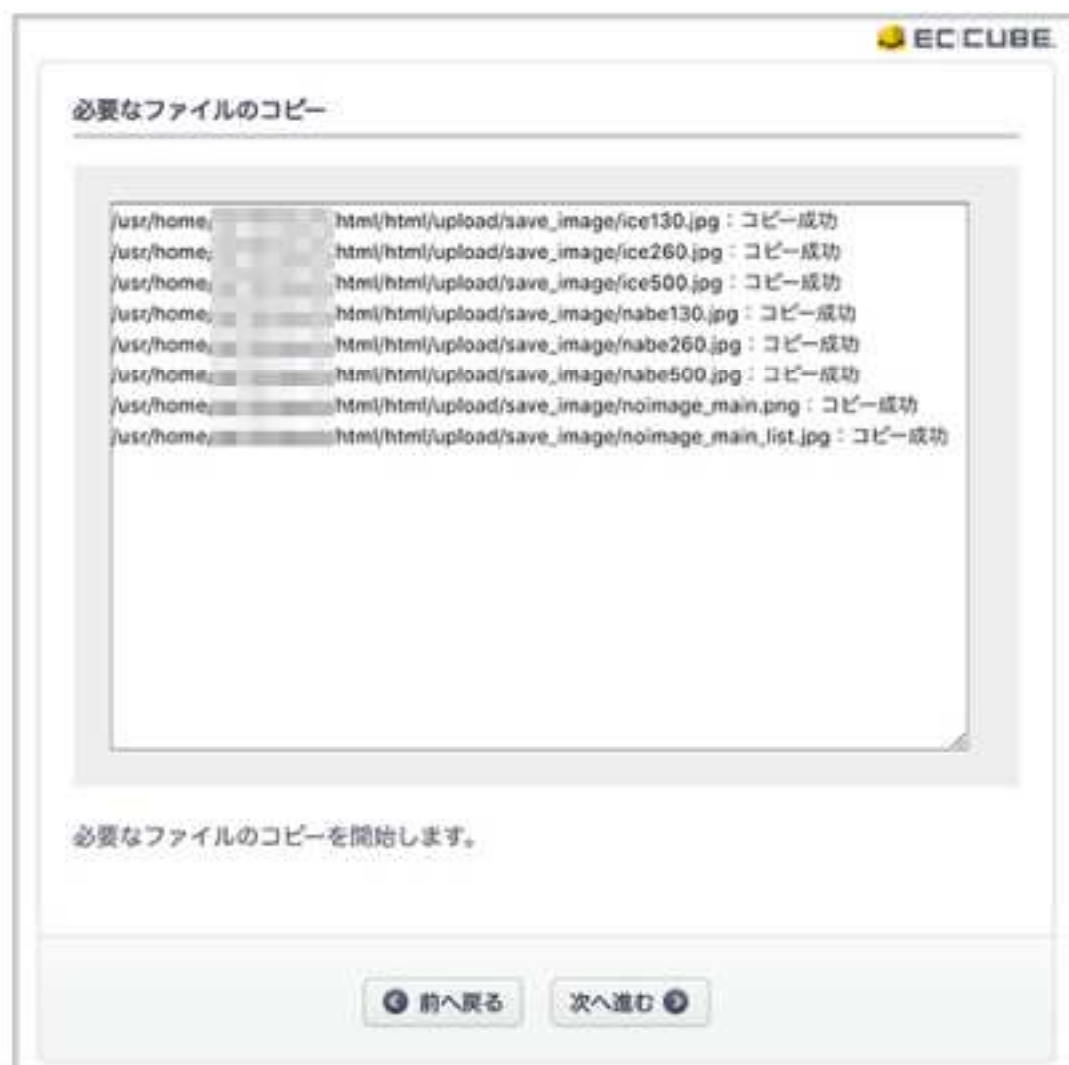 EC CUBE
必要なファイルのコピー
/usr/home/ html/html/upload/save_image/ice130.jpg：コピー成功
/usr/home/ html/html/upload/save_image/ice260.jpg：コピー成功
/usr/home/ html/html/upload/save_image/ice500.jpg：コピー成功
/usr/home/ html/html/upload/save_image/nabe130.jpg：コピー成功
/usr/home/ html/html/upload/save_image/nabe260.jpg：コピー成功
/usr/home/ html/html/upload/save_image/nabe500.jpg：コピー成功
/usr/home/ html/html/upload/save_image/noimage_main.png：コピー成功
/usr/home/ html/html/upload/save_image/noimage_main_list.jpg：コピー成功
必要なファイルのコピーを開始します。
前へ戻る 次へ進む